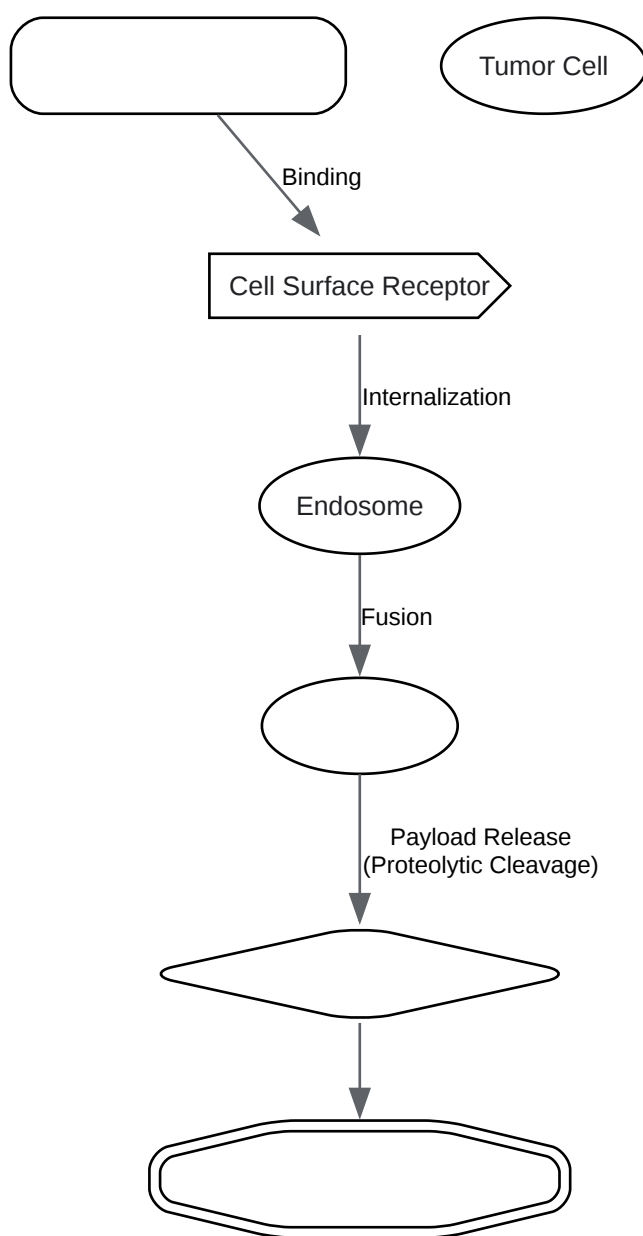 Tumor Cell
Binding
Cell Surface Receptor
Internalization
Endosome
Fusion
Payload Release
(Proteolytic Cleavage)